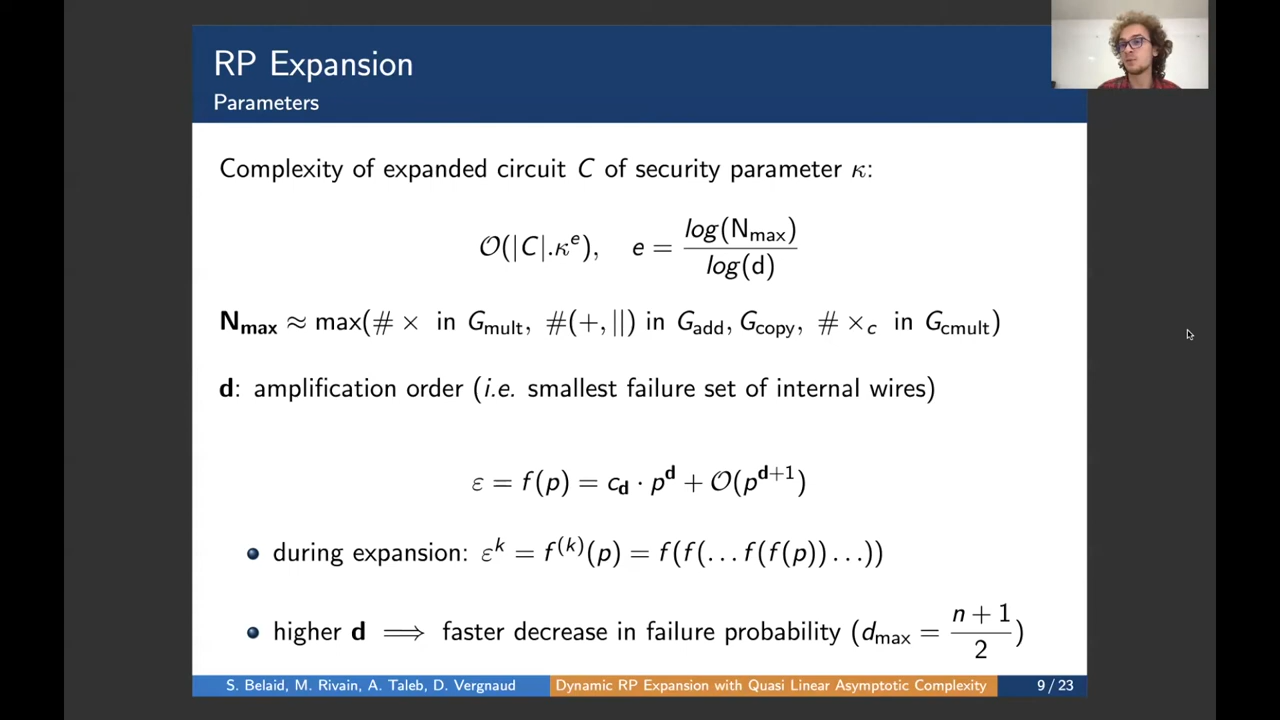 RP Expansion
Parameters
Complexity of expanded circuit C of security parameter κ:
𝒪(|C|.κ^e), e = log(N_max) / log(d)
N_max ≈ max(# × in G_mult, #(+, ||) in G_add, G_copy, # ×_c in G_cmult)
d: amplification order (i.e. smallest failure set of internal wires)
ε = f(p) = c_d · p^d + 𝒪(p^{d+1})
during expansion: ε^k = f^{(k)}(p) = f(f(... f(f(p)) ...))
higher d ⟹ faster decrease in failure probability (d_max = (n + 1) / 2)
S. Belaid, M. Rivain, A. Taleb, D. Vergnaud Dynamic RP Expansion with Quasi Linear Asymptotic Complexity 9 / 23